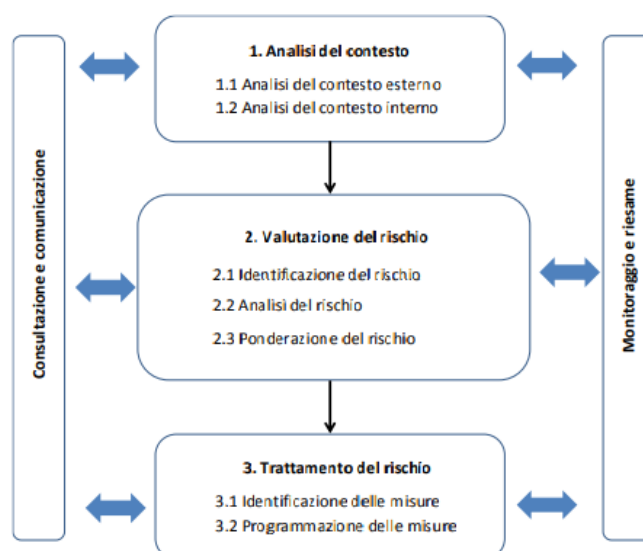 Consultazione e comunicazione
1. Analisi del contesto
1.1 Analisi del contesto esterno
1.2 Analisi del contesto interno
2. Valutazione del rischio
2.1 Identificazione del rischio
2.2 Analisi del rischio
2.3 Ponderazione del rischio
3. Trattamento del rischio
3.1 Identificazione delle misure
3.2 Programmazione delle misure
Monitoraggio e riesame